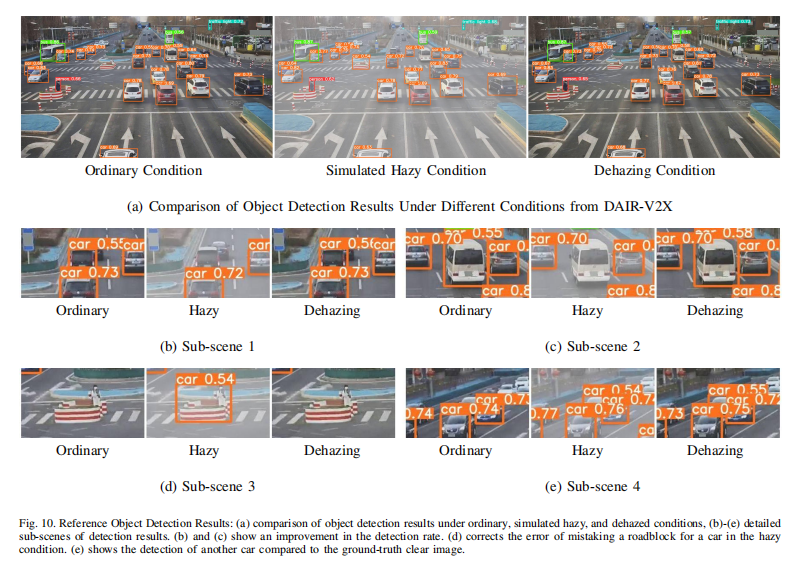 Ordinary Condition
Simulated Hazy Condition
Dehazing Condition
(a) Comparison of Object Detection Results Under Different Conditions from DAIR-V2X
car 0.55
car
car 0.73
car 0.72
car 0.56
car
car 0.73
0.70
0.55
car 0.8
car 0.70
car 0.70
0.58
car 0.8
Ordinary
Hazy
Dehazing
Ordinary
Hazy
Dehazing
(b) Sub-scene 1
(c) Sub-scene 2
car 0.54
0.74
car 0.74
car 0.73
0.77
car 0.54
car 0.76
0.73
car 0.55
car 0.75
Ordinary
Hazy
Dehazing
Ordinary
Hazy
Dehazing
(d) Sub-scene 3
(e) Sub-scene 4
Fig. 10. Reference Object Detection Results: (a) comparison of object detection results under ordinary, simulated hazy, and dehazed conditions, (b)-(e) detailed
sub-scenes of detection results. (b) and (c) show an improvement in the detection rate. (d) corrects the error of mistaking a roadblock for a car in the hazy
condition. (e) shows the detection of another car compared to the ground-truth clear image.